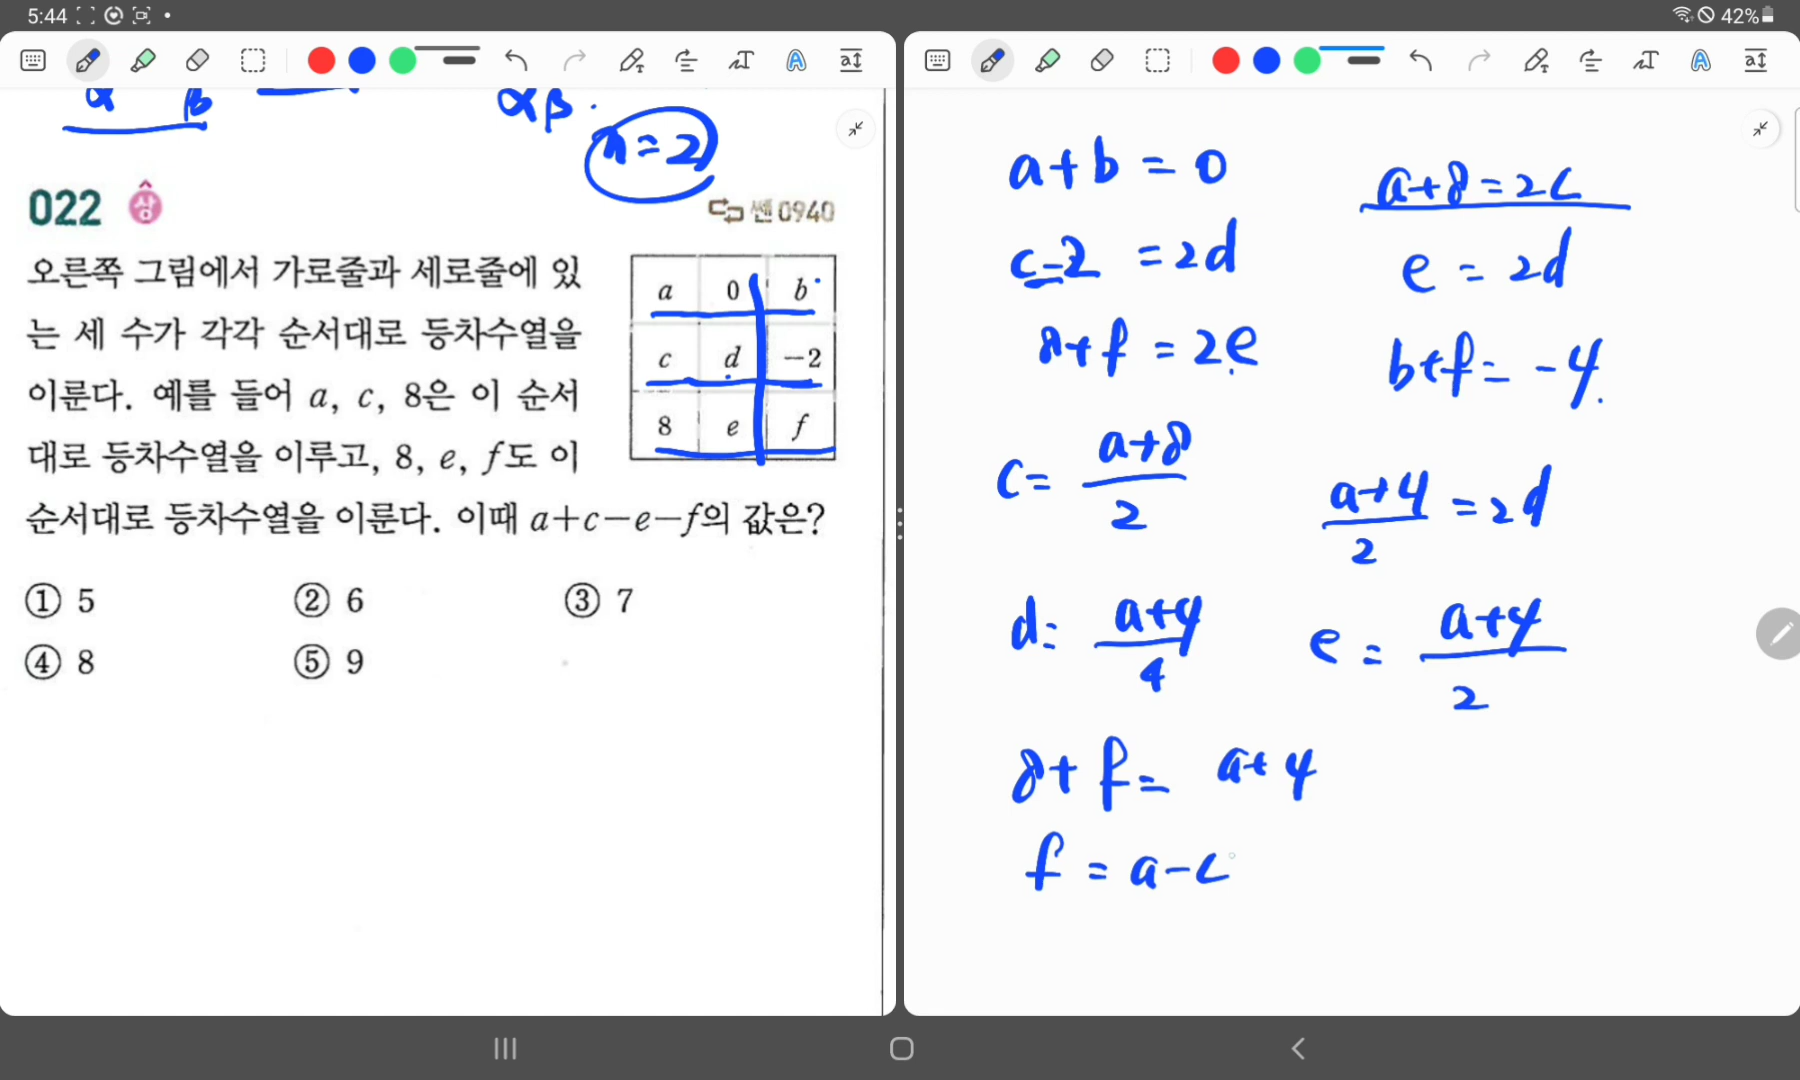 5:44
42%
α β
αβ.
n=2
022 상
쎈 0940
오른쪽 그림에서 가로줄과 세로줄에 있
는 세 수가 각각 순서대로 등차수열을
이룬다. 예를 들어 a, c, 8은 이 순서
대로 등차수열을 이루고, 8, e, f도 이
순서대로 등차수열을 이룬다. 이때 a+c−e−f의 값은?
a 0 b
c d −2
8 e f
① 5 ② 6 ③ 7
④ 8 ⑤ 9
a+b=0
a+8=2c
c-2=2d
e=2d
8+f=2e
b+f=-4.
c= a+8/2
a+4/2 =2d
d= a+4/4
e= a+4/2
8+f= a+4
f=a-c